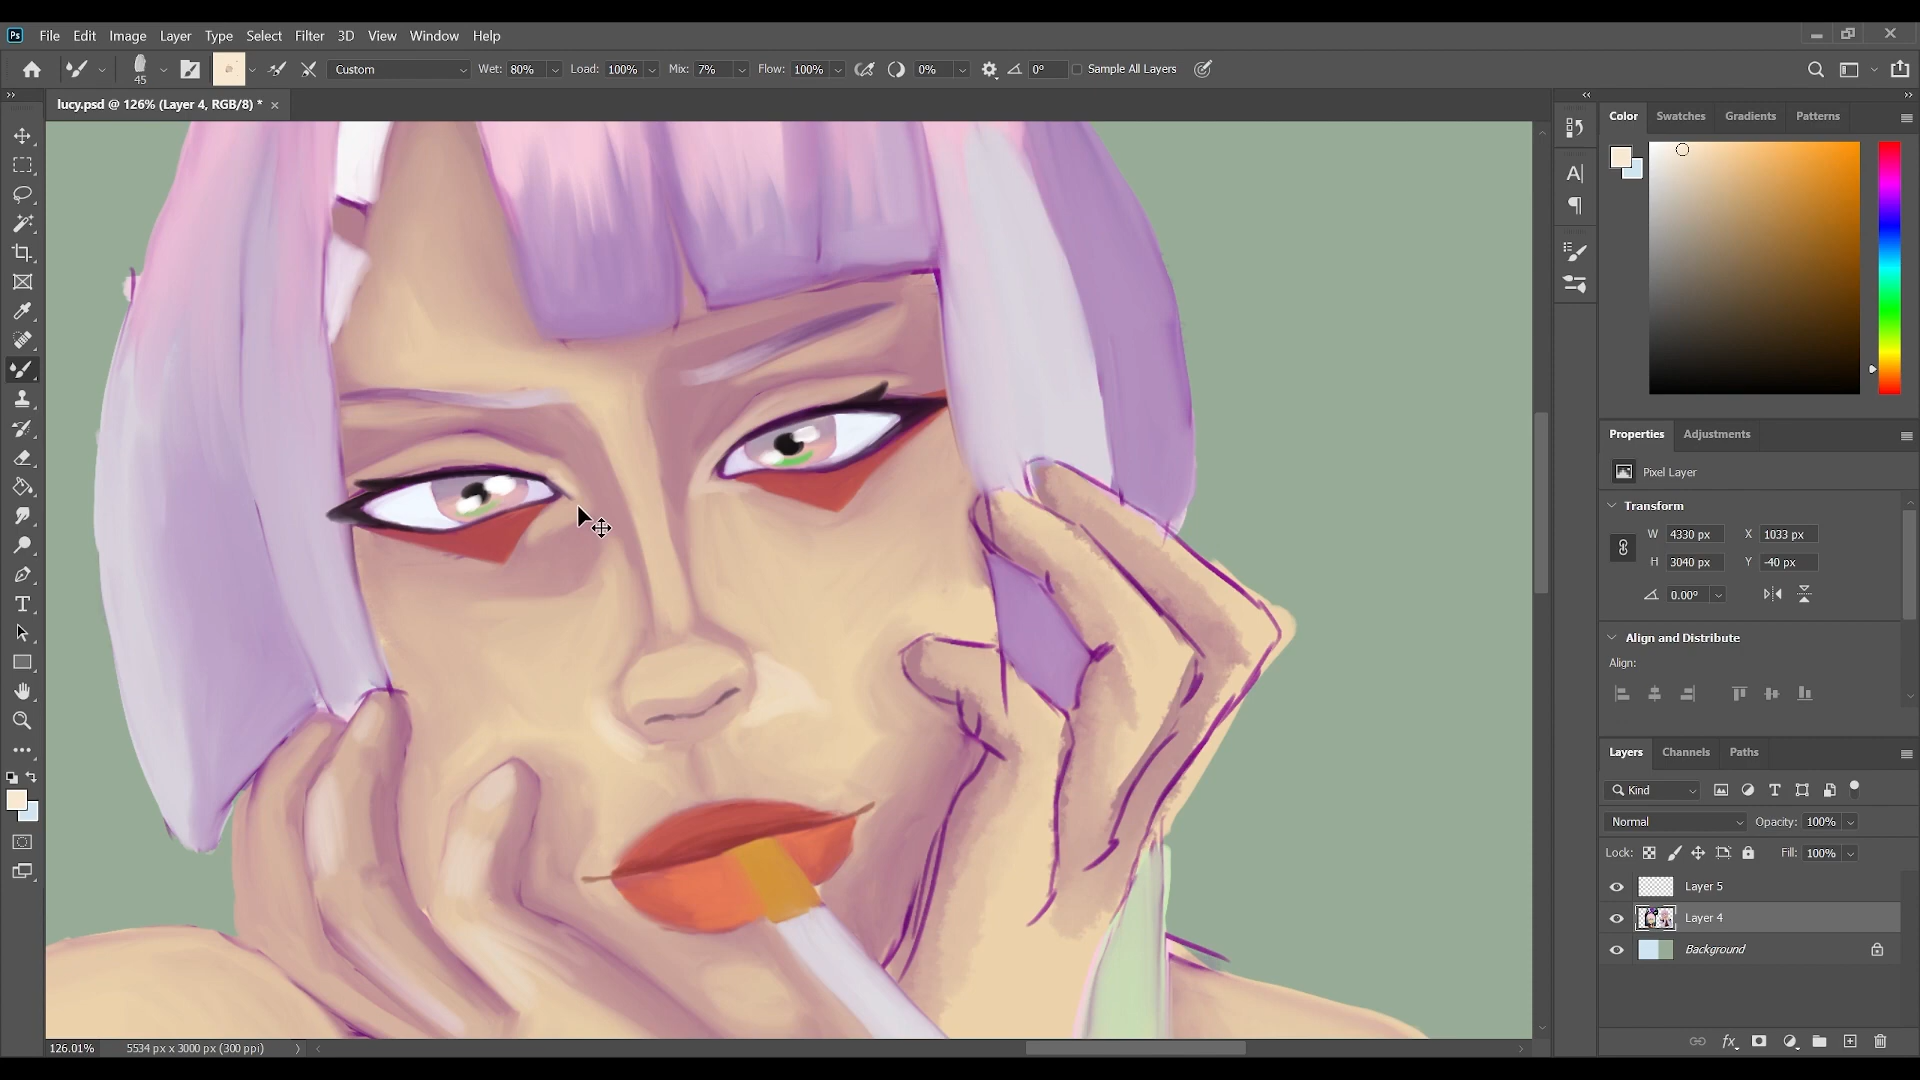 Ps File Edit Image Layer Type Select Filter 3D View Window Help
45 Custom Wet: 80% Load: 100% Mix: 7% Flow: 100% 0% 0° Sample All Layers
lucy.psd @ 126% (Layer 4, RGB/8) *
Color Swatches Gradients Patterns
Properties Adjustments
Pixel Layer
Transform
W 4330 px X 1033 px
H 3040 px Y -40 px
0.00°
Align and Distribute
Align:
Layers Channels Paths
Kind
Normal Opacity: 100%
Lock: Fill: 100%
Layer 5
Layer 4
Background
126.01% 5534 px x 3000 px (300 ppi)